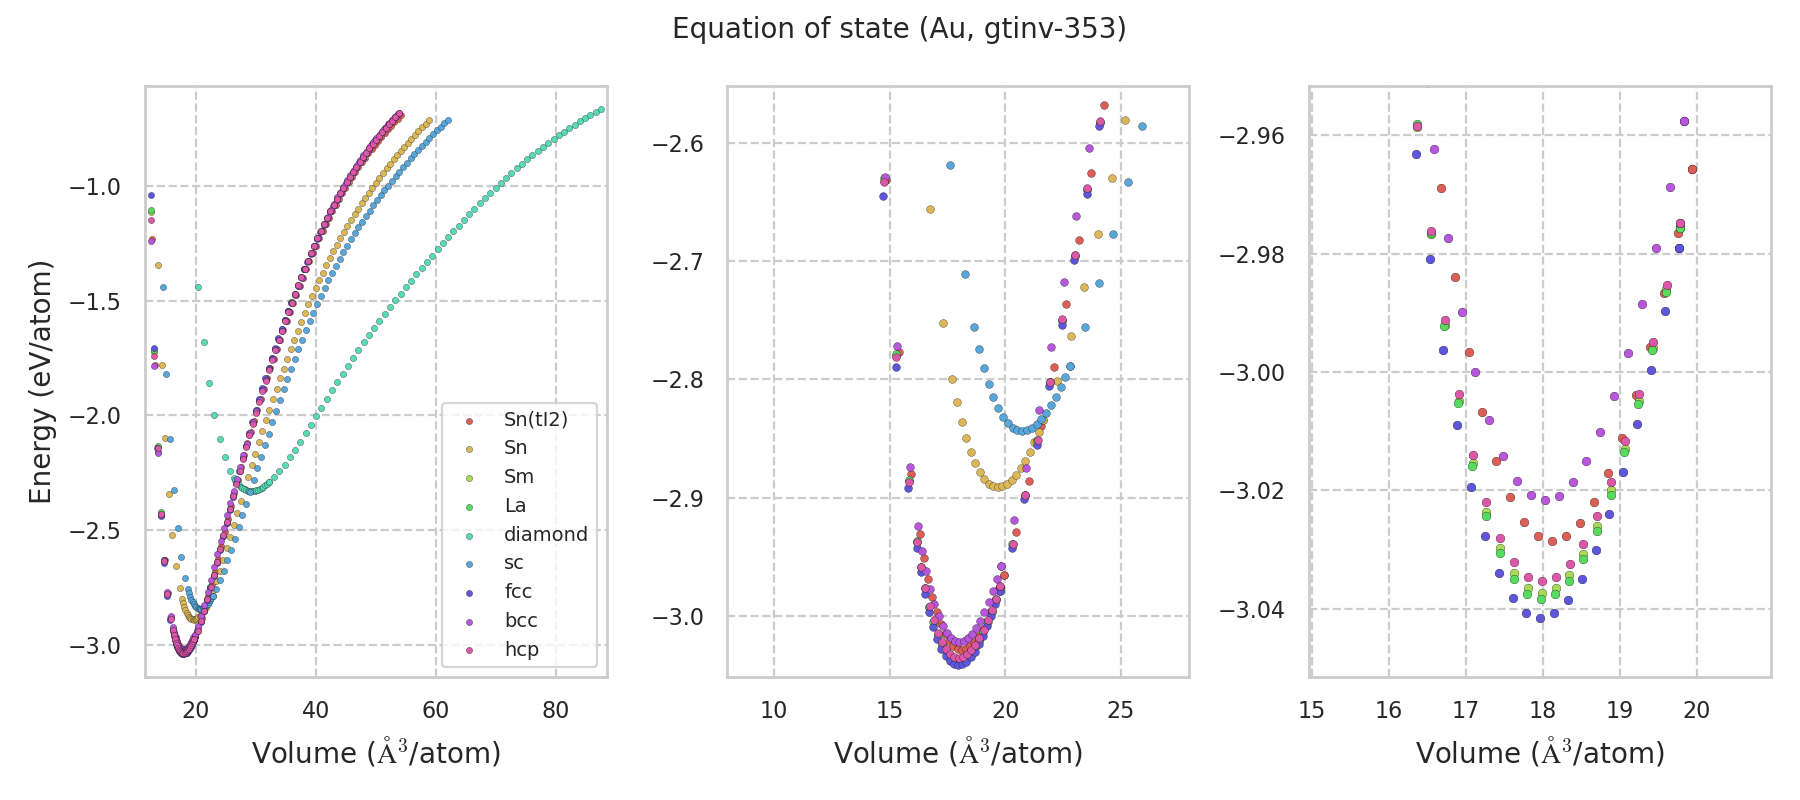 Equation of state (Au, gtinv-353)
Energy (eV/atom)
−1.0
−1.5
−2.0
−2.5
−3.0
20 40 60 80
Volume (Å³/atom)
Sn(tI2)
Sn
Sm
La
diamond
sc
fcc
bcc
hcp
−2.6
−2.7
−2.8
−2.9
−3.0
10 15 20 25
Volume (Å³/atom)
−2.96
−2.98
−3.00
−3.02
−3.04
15 16 17 18 19 20
Volume (Å³/atom)